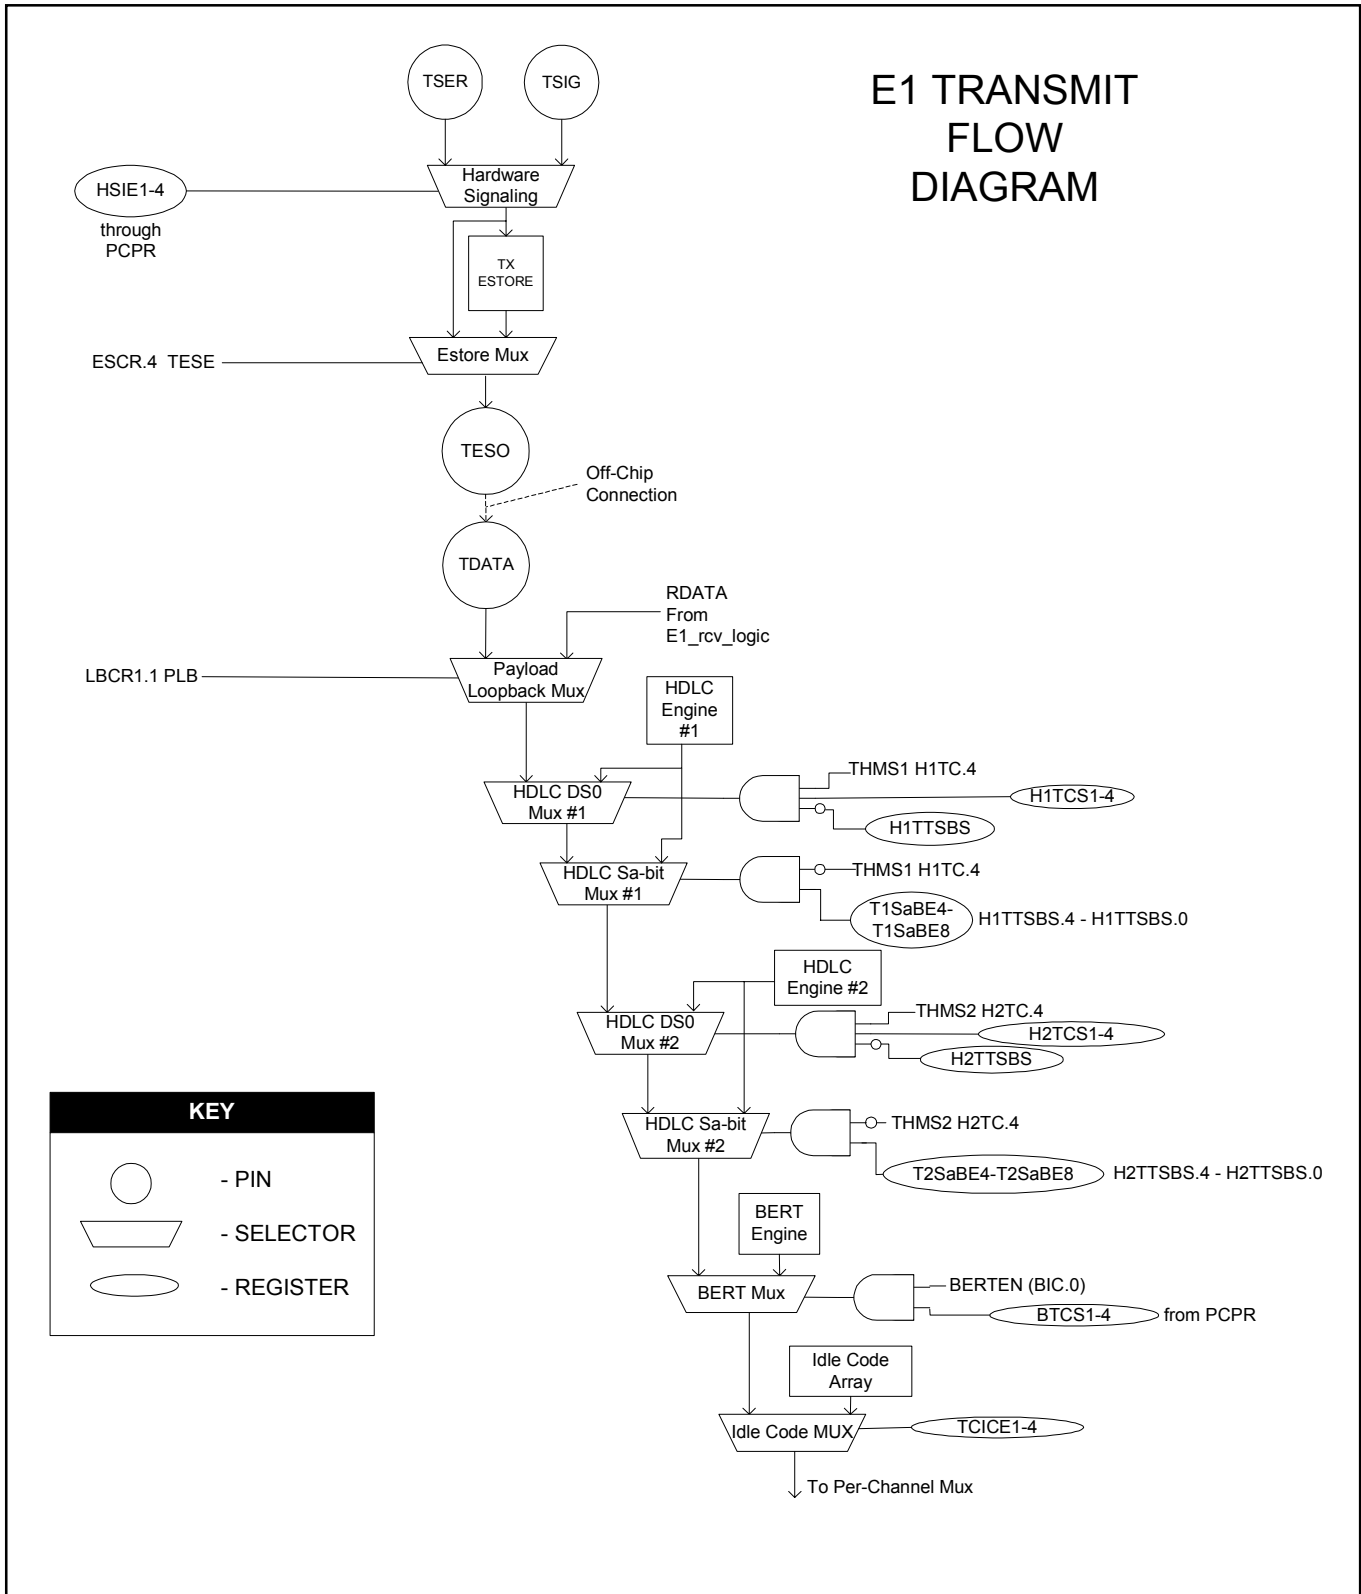 E1 TRANSMIT
FLOW
DIAGRAM
TSER
TSIG
Hardware
Signaling
HSIE1-4
through
PCPR
TX
ESTORE
Estore Mux
ESCR.4 TESE
TESO
Off-Chip
Connection
TDATA
RDATA
From
E1_rcv_logic
LBCR1.1 PLB
Payload
Loopback Mux
HDLC
Engine
#1
HDLC DS0
Mux #1
THMS1 H1TC.4
H1TCS1-4
H1TTSBS
HDLC Sa-bit
Mux #1
THMS1 H1TC.4
T1SaBE4-
T1SaBE8
H1TTSBS.4 - H1TTSBS.0
HDLC
Engine #2
HDLC DS0
Mux #2
THMS2 H2TC.4
H2TCS1-4
H2TTSBS
HDLC Sa-bit
Mux #2
THMS2 H2TC.4
T2SaBE4-T2SaBE8
H2TTSBS.4 - H2TTSBS.0
BERT
Engine
BERT Mux
BERTEN (BIC.0)
BTCS1-4
from PCPR
Idle Code
Array
Idle Code MUX
TCICE1-4
To Per-Channel Mux
KEY
- PIN
- SELECTOR
- REGISTER